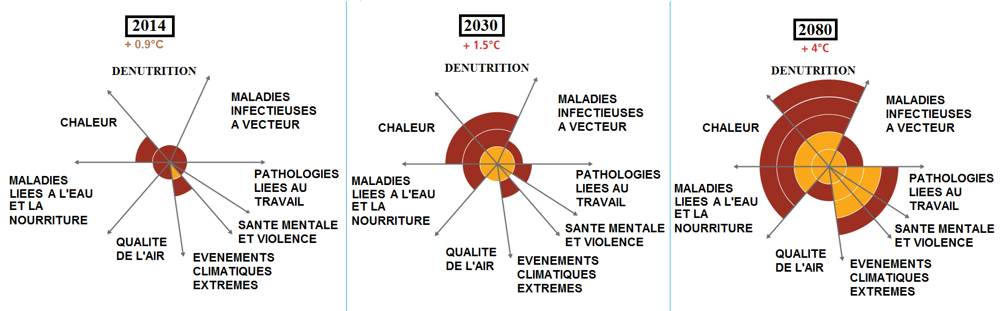 2014
+ 0.9°C
DENUTRITION
MALADIES
INFECTIEUSES
A VECTEUR
CHALEUR
PATHOLOGIES
LIEES AU
TRAVAIL
MALADIES
LIEES A L'EAU
ET LA
NOURRITURE
SANTE MENTALE
ET VIOLENCE
QUALITE
DE L'AIR
EVENEMENTS
CLIMATIQUES
EXTREMES
2030
+ 1.5°C
DENUTRITION
MALADIES
INFECTIEUSES
A VECTEUR
CHALEUR
PATHOLOGIES
LIEES AU
TRAVAIL
MALADIES
LIEES A L'EAU
ET LA
NOURRITURE
SANTE MENTALE
ET VIOLENCE
QUALITE
DE L'AIR
EVENEMENTS
CLIMATIQUES
EXTREMES
2080
+ 4°C
DENUTRITION
MALADIES
INFECTIEUSES
A VECTEUR
CHALEUR
PATHOLOGIES
LIEES AU
TRAVAIL
MALADIES
LIEES A L'EAU
ET LA
NOURRITURE
SANTE MENTALE
ET VIOLENCE
QUALITE
DE L'AIR
EVENEMENTS
CLIMATIQUES
EXTREMES